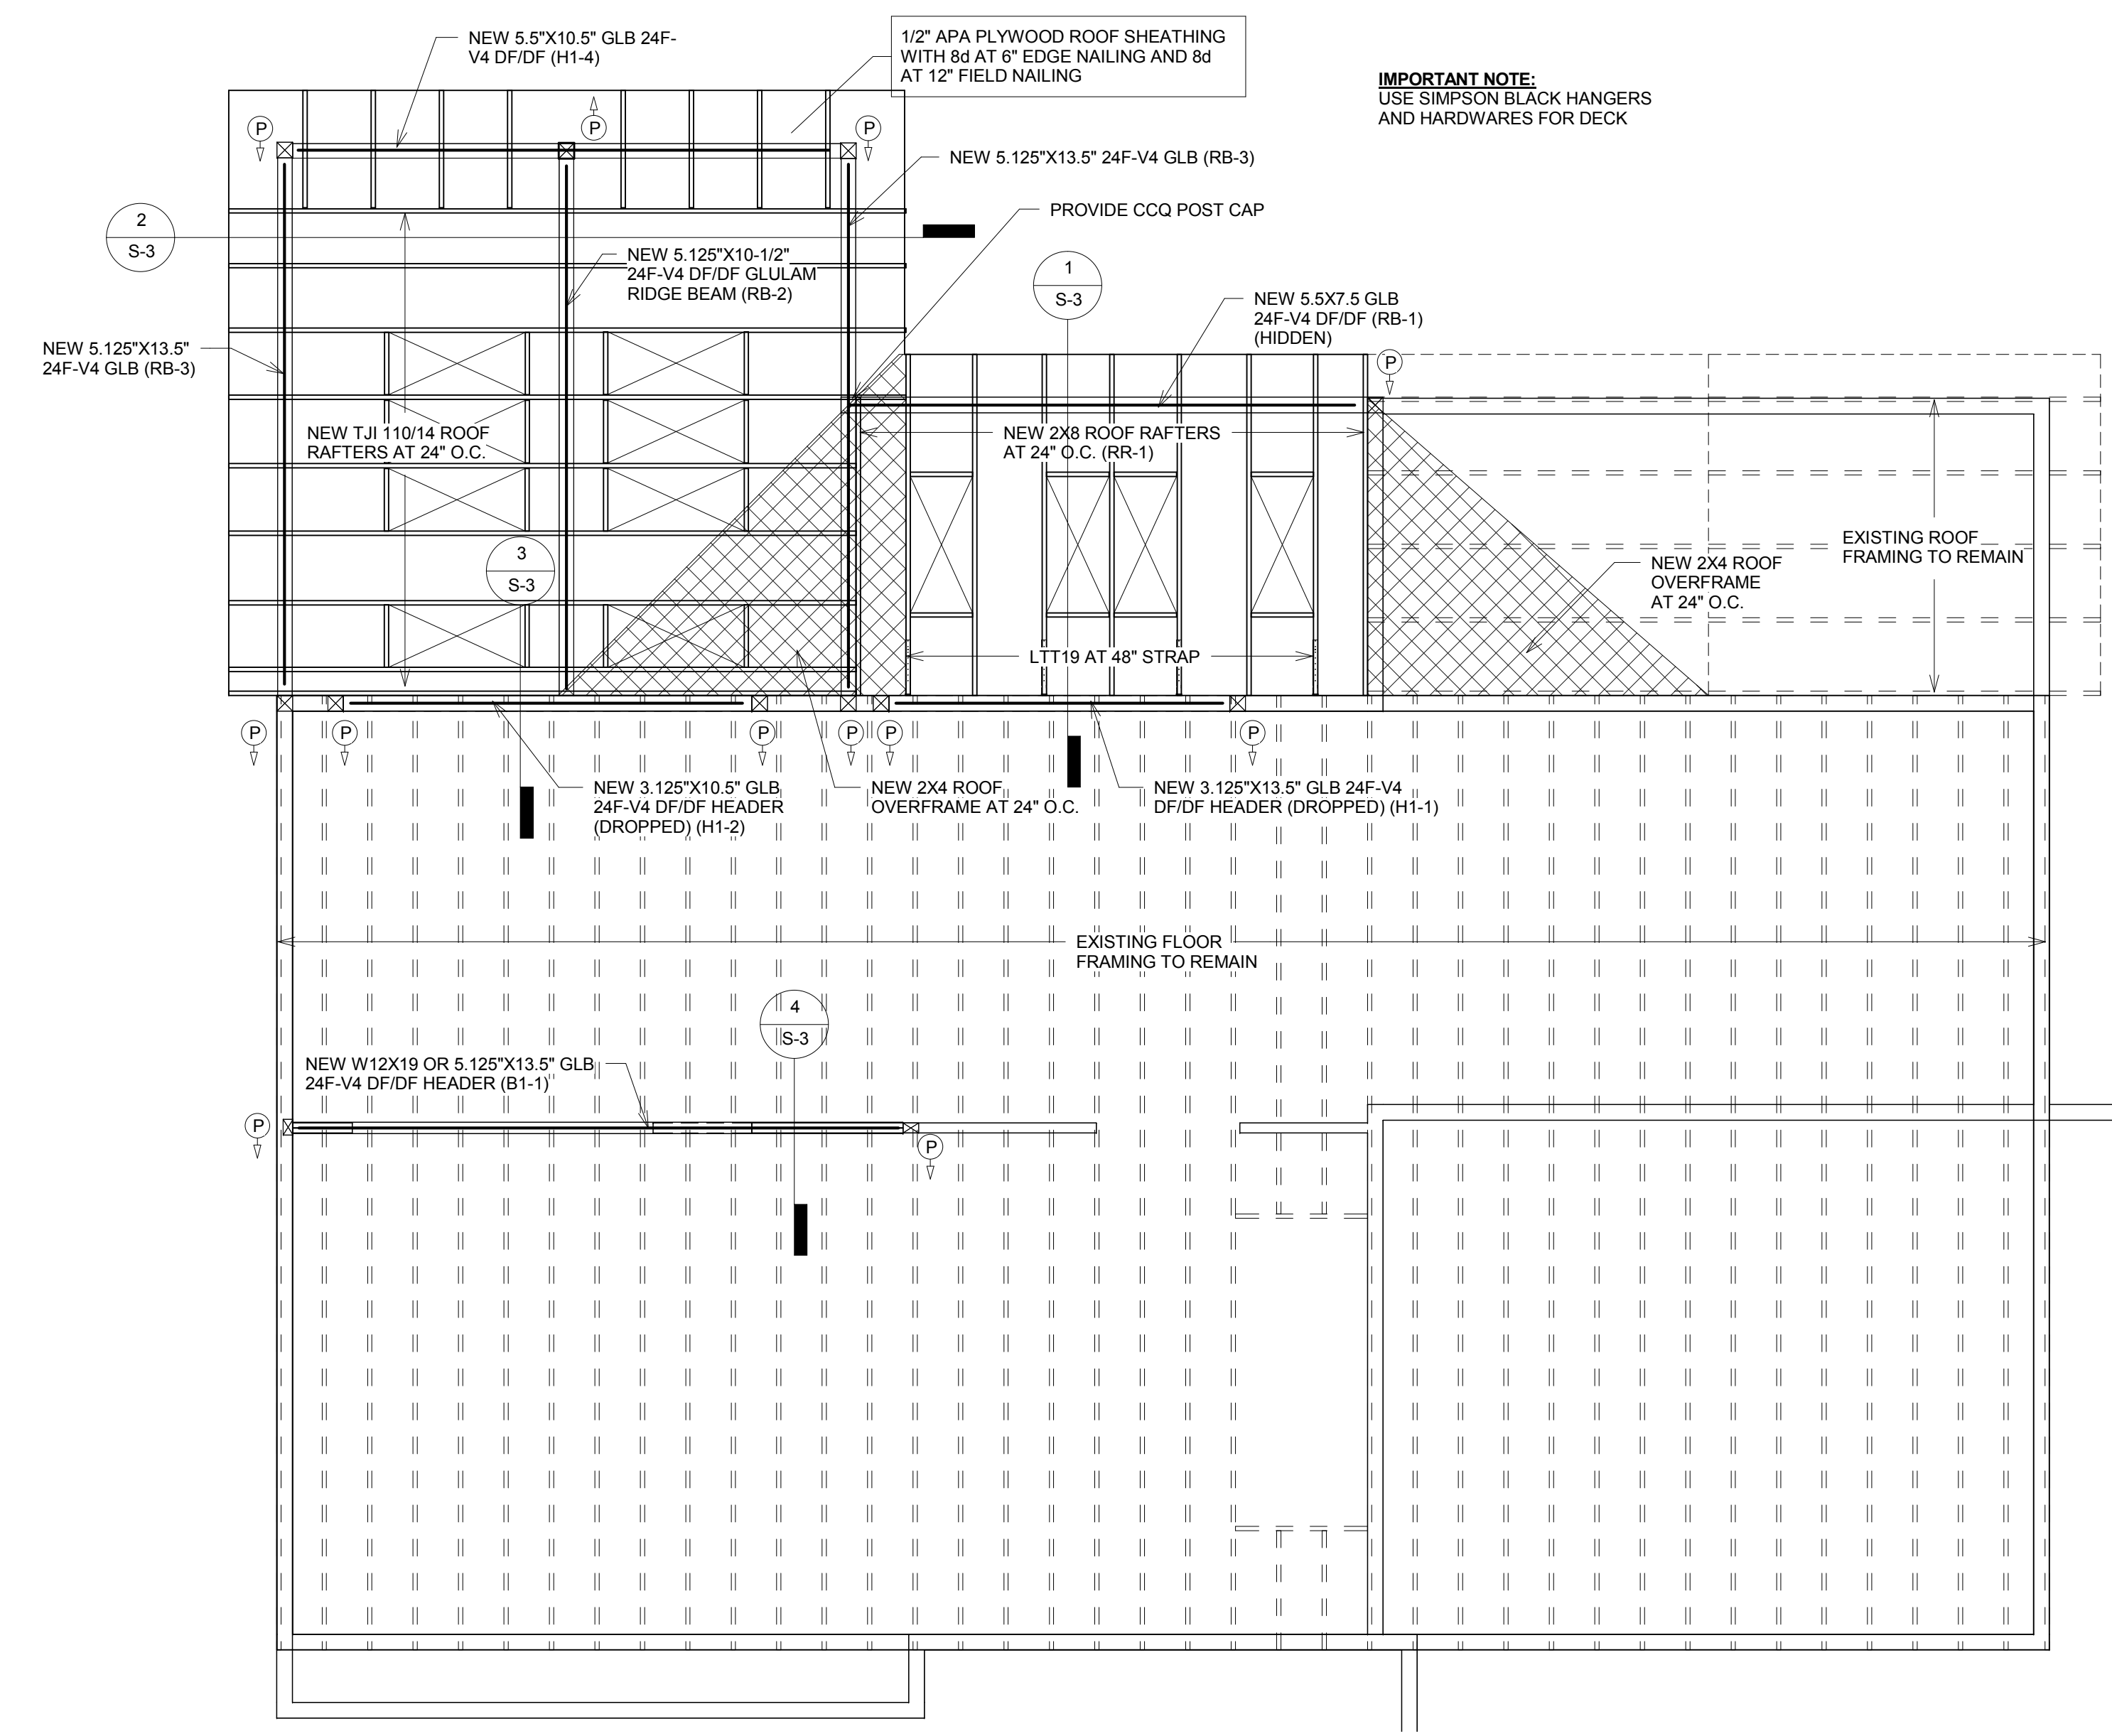 NEW 5.5"X10.5" GLB 24F-
V4 DF/DF (H1-4)
1/2" APA PLYWOOD ROOF SHEATHING
WITH 8d AT 6" EDGE NAILING AND 8d
AT 12" FIELD NAILING
IMPORTANT NOTE:
USE SIMPSON BLACK HANGERS
AND HARDWARES FOR DECK
P
P
P
NEW 5.125"X13.5" 24F-V4 GLB (RB-3)
PROVIDE CCQ POST CAP
2
S-3
NEW 5.125"X10-1/2"
24F-V4 DF/DF GLULAM
RIDGE BEAM (RB-2)
1
S-3
NEW 5.5X7.5 GLB
24F-V4 DF/DF (RB-1)
(HIDDEN)
NEW 5.125"X13.5"
24F-V4 GLB (RB-3)
P
NEW TJI 110/14 ROOF
RAFTERS AT 24" O.C.
NEW 2X8 ROOF RAFTERS
AT 24" O.C. (RR-1)
3
S-3
EXISTING ROOF
FRAMING TO REMAIN
NEW 2X4 ROOF
OVERFRAME
AT 24" O.C.
LTT19 AT 48" STRAP
P
P
P
P
P
P
NEW 3.125"X10.5" GLB
24F-V4 DF/DF HEADER
(DROPPED) (H1-2)
NEW 2X4 ROOF
OVERFRAME AT 24" O.C.
NEW 3.125"X13.5" GLB 24F-V4
DF/DF HEADER (DROPPED) (H1-1)
EXISTING FLOOR
FRAMING TO REMAIN
4
S-3
NEW W12X19 OR 5.125"X13.5" GLB
24F-V4 DF/DF HEADER (B1-1)
P
P